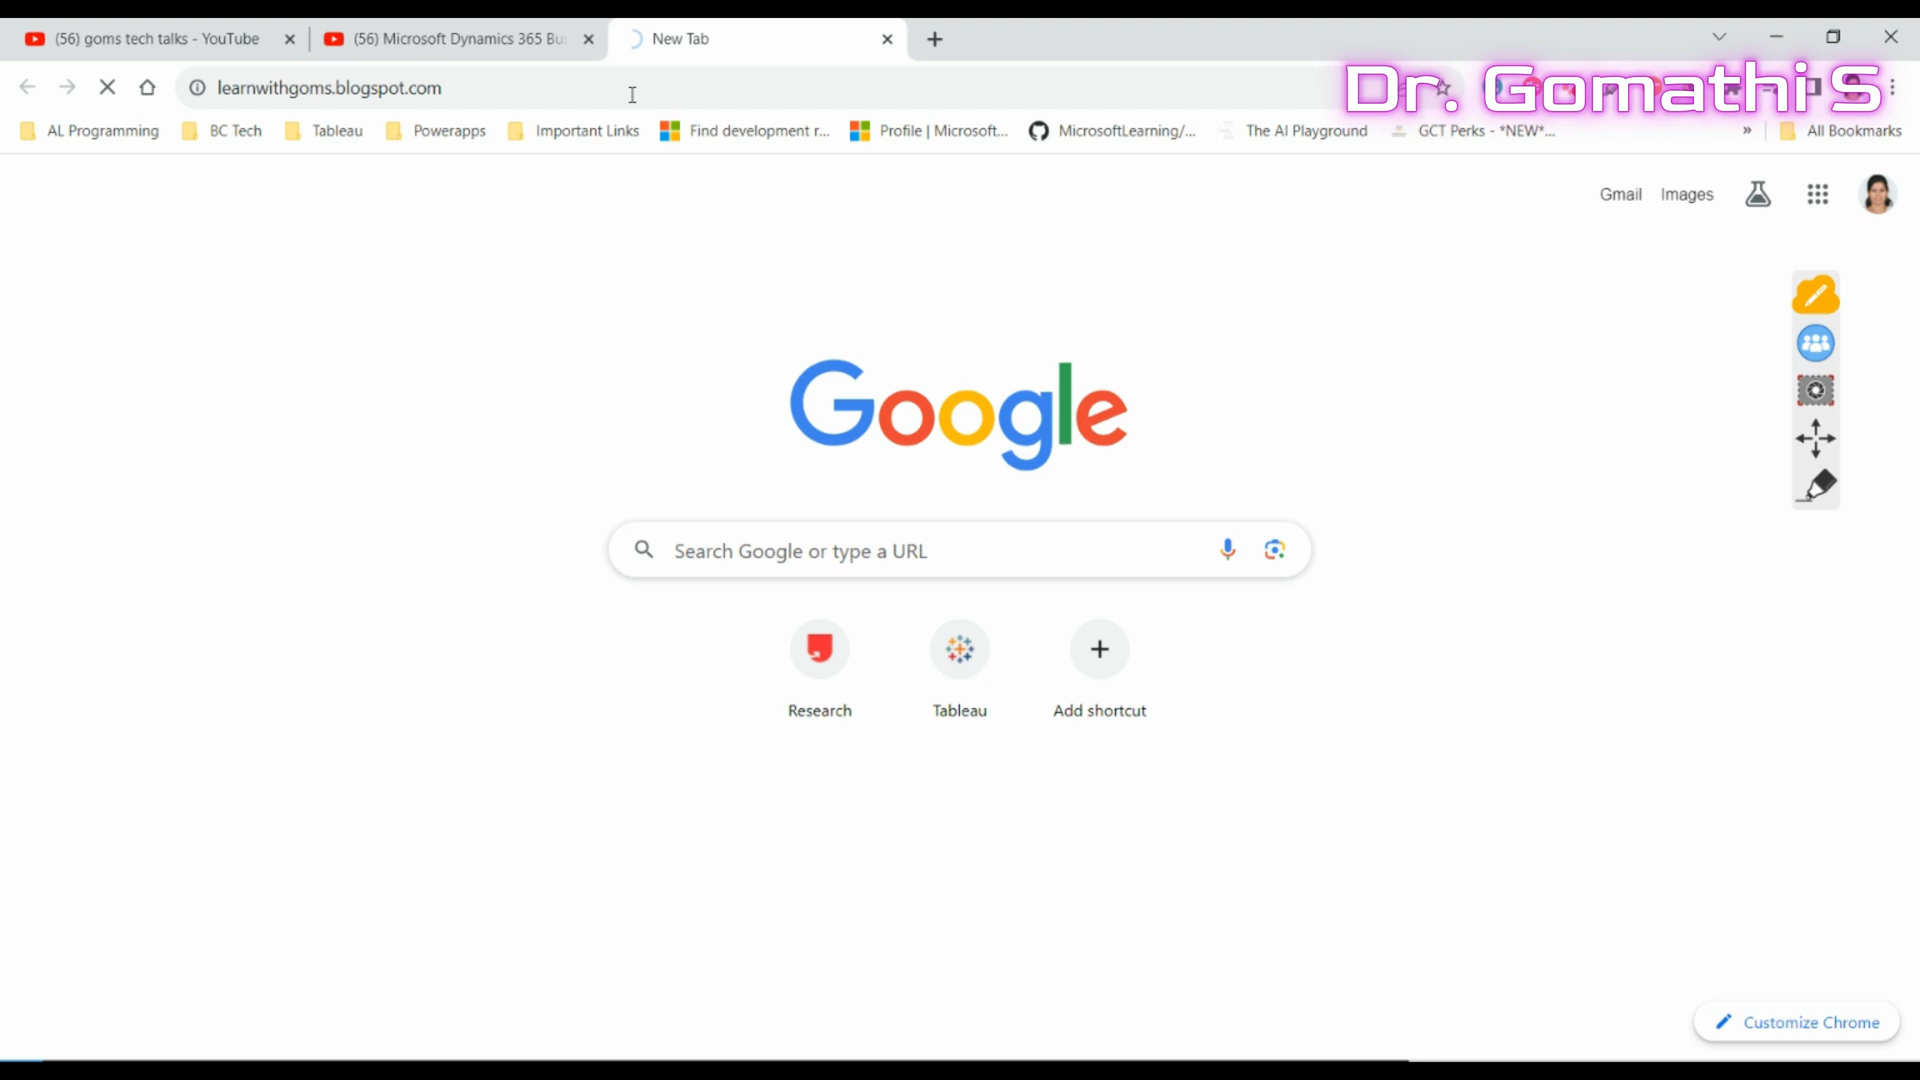 (56) goms tech talks - YouTube
(56) Microsoft Dynamics 365 Bu
New Tab
learnwithgoms.blogspot.com
Dr. Gomathi S
AL Programming
BC Tech
Tableau
Powerapps
Important Links
Find development r...
Profile | Microsoft...
MicrosoftLearning/...
The AI Playground
GCT Perks - *NEW*...
»
All Bookmarks
Gmail
Images
Google
Search Google or type a URL
Research
Tableau
Add shortcut
Customize Chrome